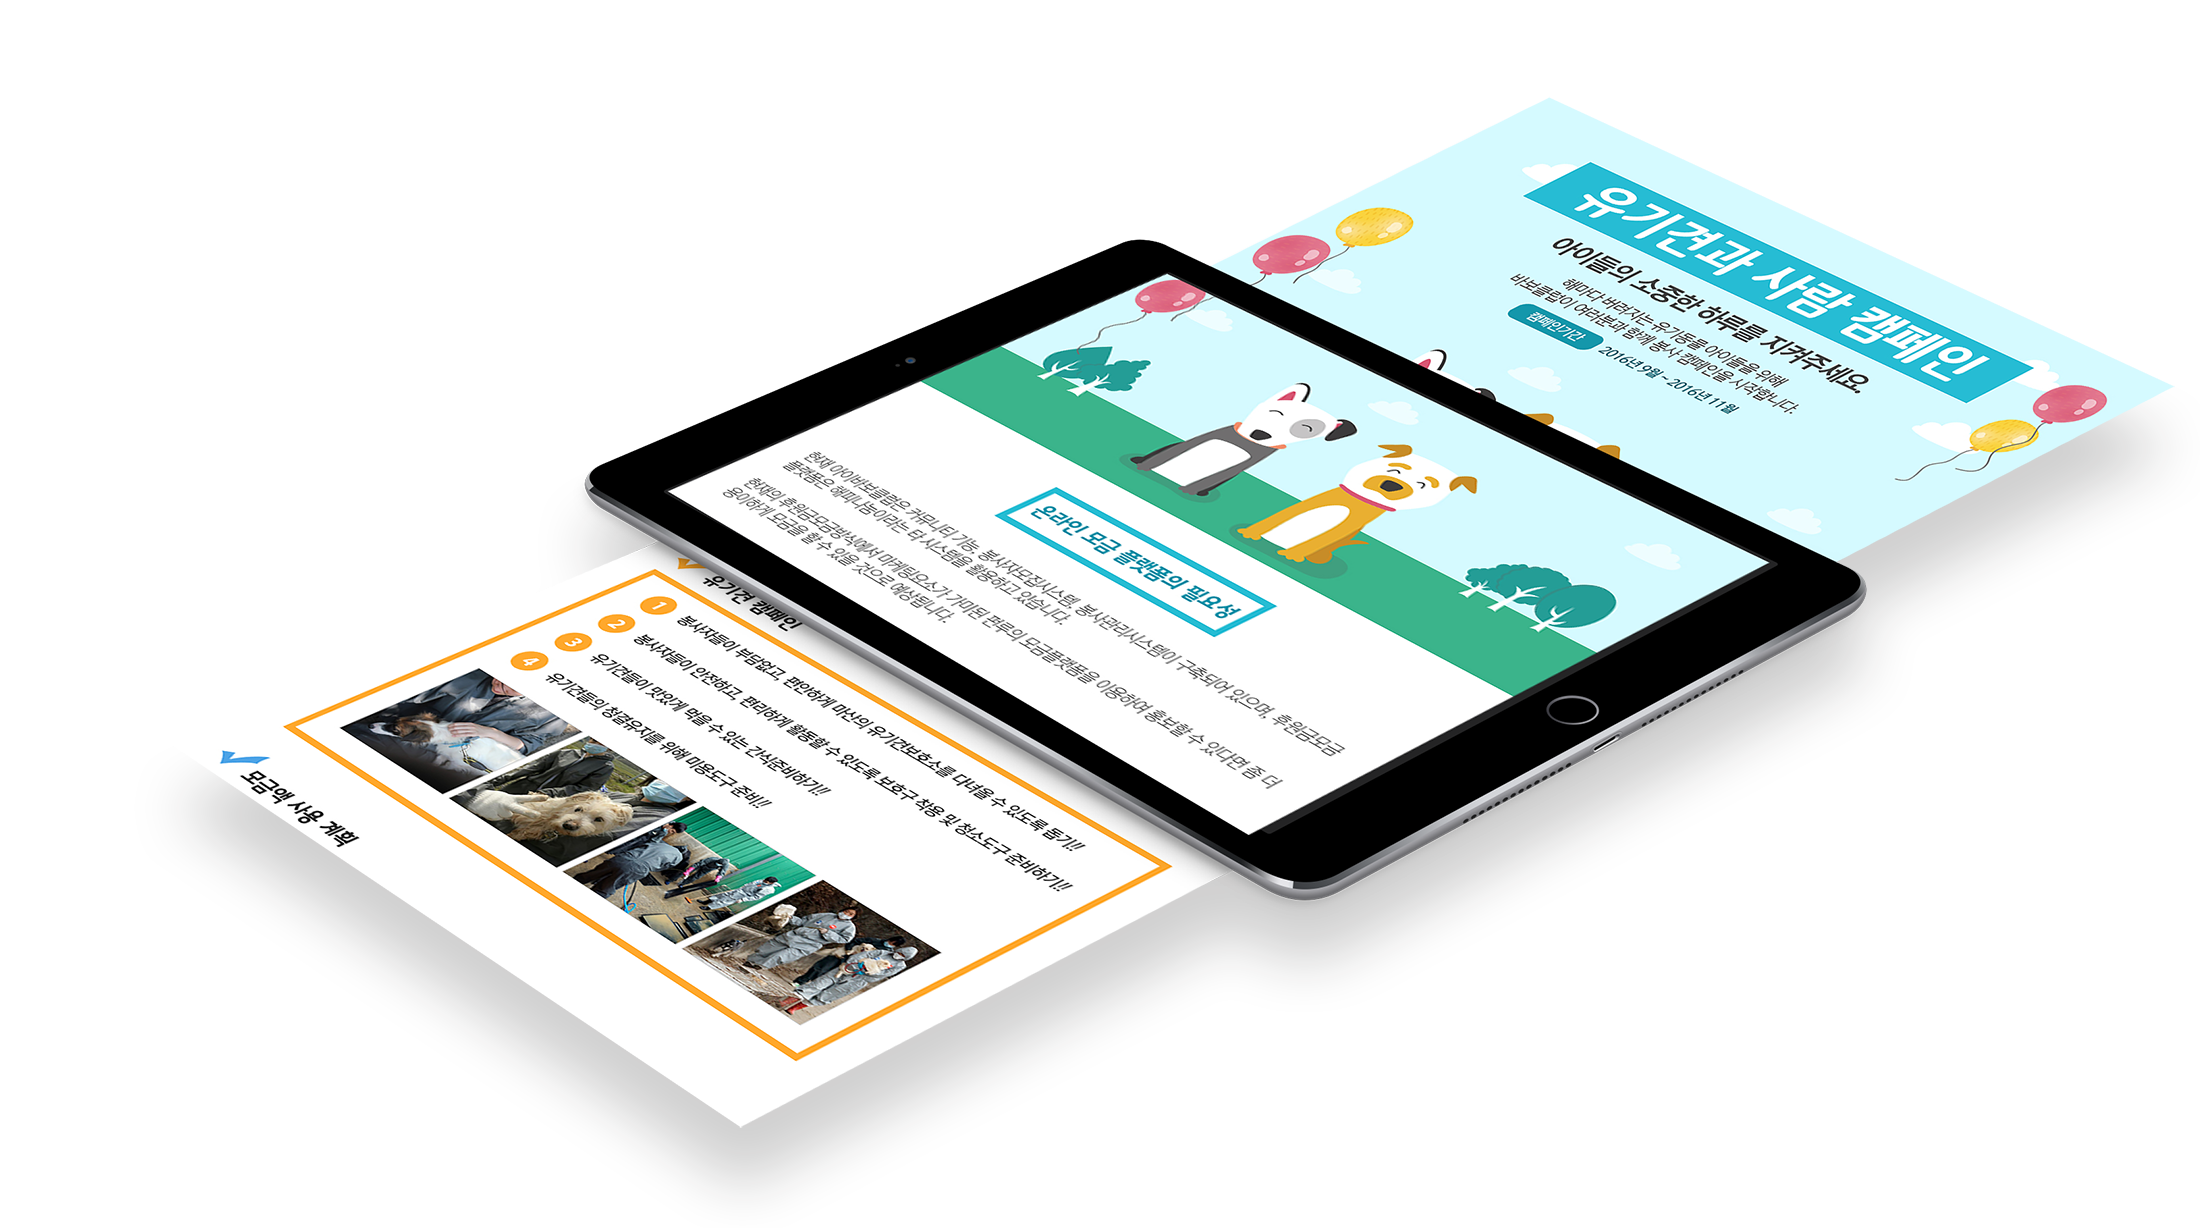 유기견과 사람 캠페인
아이들의 소중한 하루를 지켜주세요.
해마다 버려지는 유기동물 아이들을 위해
바보클럽이 여러분과 함께 봉사 캠페인을 시작합니다.
캠페인기간 2016년 9월 ~ 2016년 11월
온라인 모금 플랫폼의 필요성
현재 아이바보클럽은 커뮤니티 기능, 봉사자모집시스템, 봉사관리시스템이 구축되어 있으며, 후원금모금
플랫폼은 해피나눔이라는 타 시스템을 활용하고 있습니다.
현재의 후원금모금방식에서 마케팅요소가 가미된 펀루의 모금플랫폼을 이용하여 홍보할 수 있다면 좀 더
용이하게 모금을 할 수 있을 것으로 예상됩니다.
유기견 캠페인
1 봉사자들이 부담없고, 편안하게 마산의 유기견보호소를 다녀올 수 있도록 돕기!!
2 봉사자들이 안전하고, 편리하게 활동할 수 있도록 보호구 착용 및 청소도구 준비하기!!
3 유기견들이 맛있게 먹을 수 있는 간식준비하기!!
4 유기견들의 청결유지를 위해 미용도구 준비!!
모금액 사용 계획